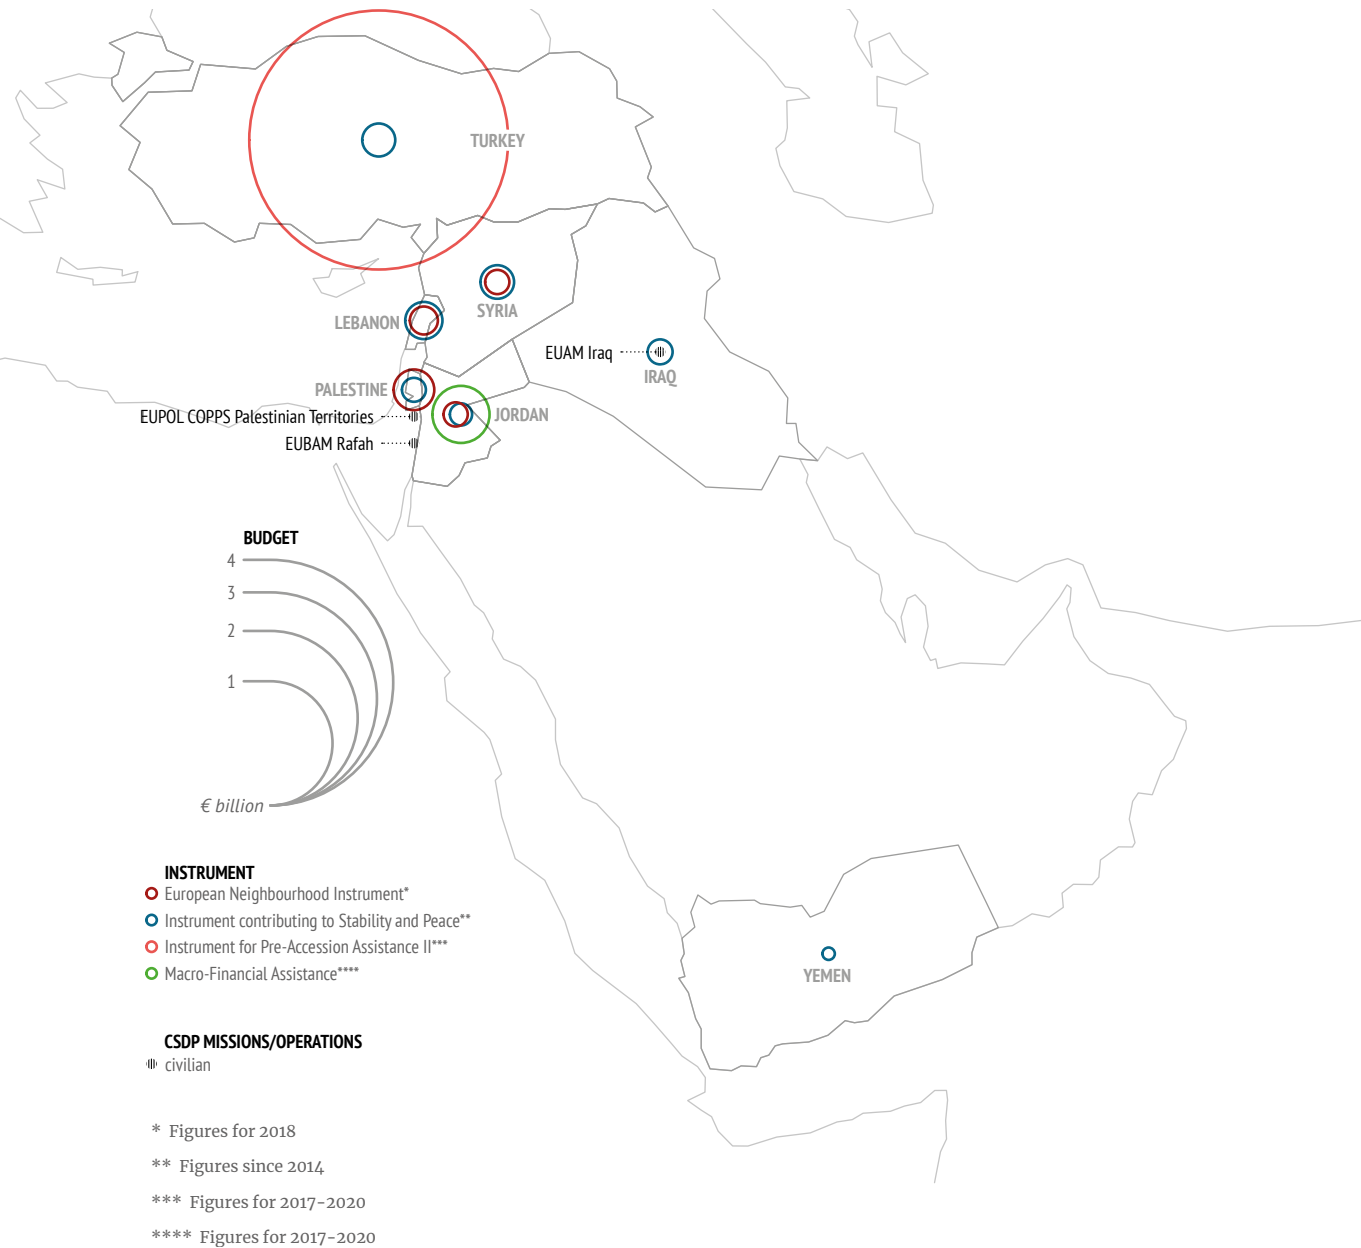 TURKEY
SYRIA
LEBANON
EUAM Iraq
IRAQ
PALESTINE
EUPOL COPPS Palestinian Territories
JORDAN
EUBAM Rafah
BUDGET
4
3
2
1
€ billion
INSTRUMENT
European Neighbourhood Instrument*
Instrument contributing to Stability and Peace**
Instrument for Pre-Accession Assistance II***
Macro-Financial Assistance****
YEMEN
CSDP MISSIONS/OPERATIONS
civilian
* Figures for 2018
** Figures since 2014
*** Figures for 2017-2020
**** Figures for 2017-2020